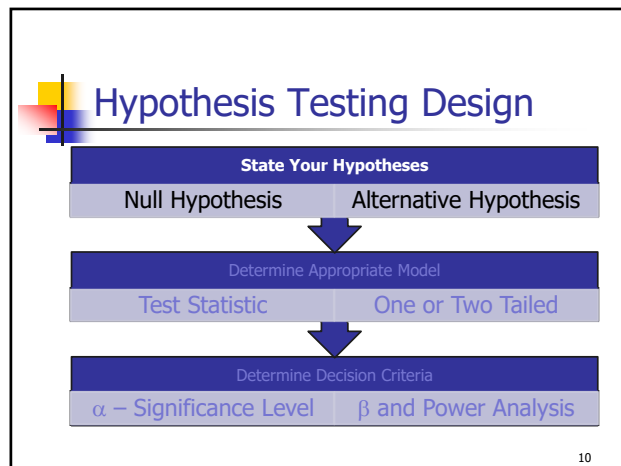 Hypothesis Testing Design
State Your Hypotheses
Null Hypothesis Alternative Hypothesis
Determine Appropriate Model
Test Statistic One or Two Tailed
Determine Decision Criteria
α – Significance Level β and Power Analysis
10